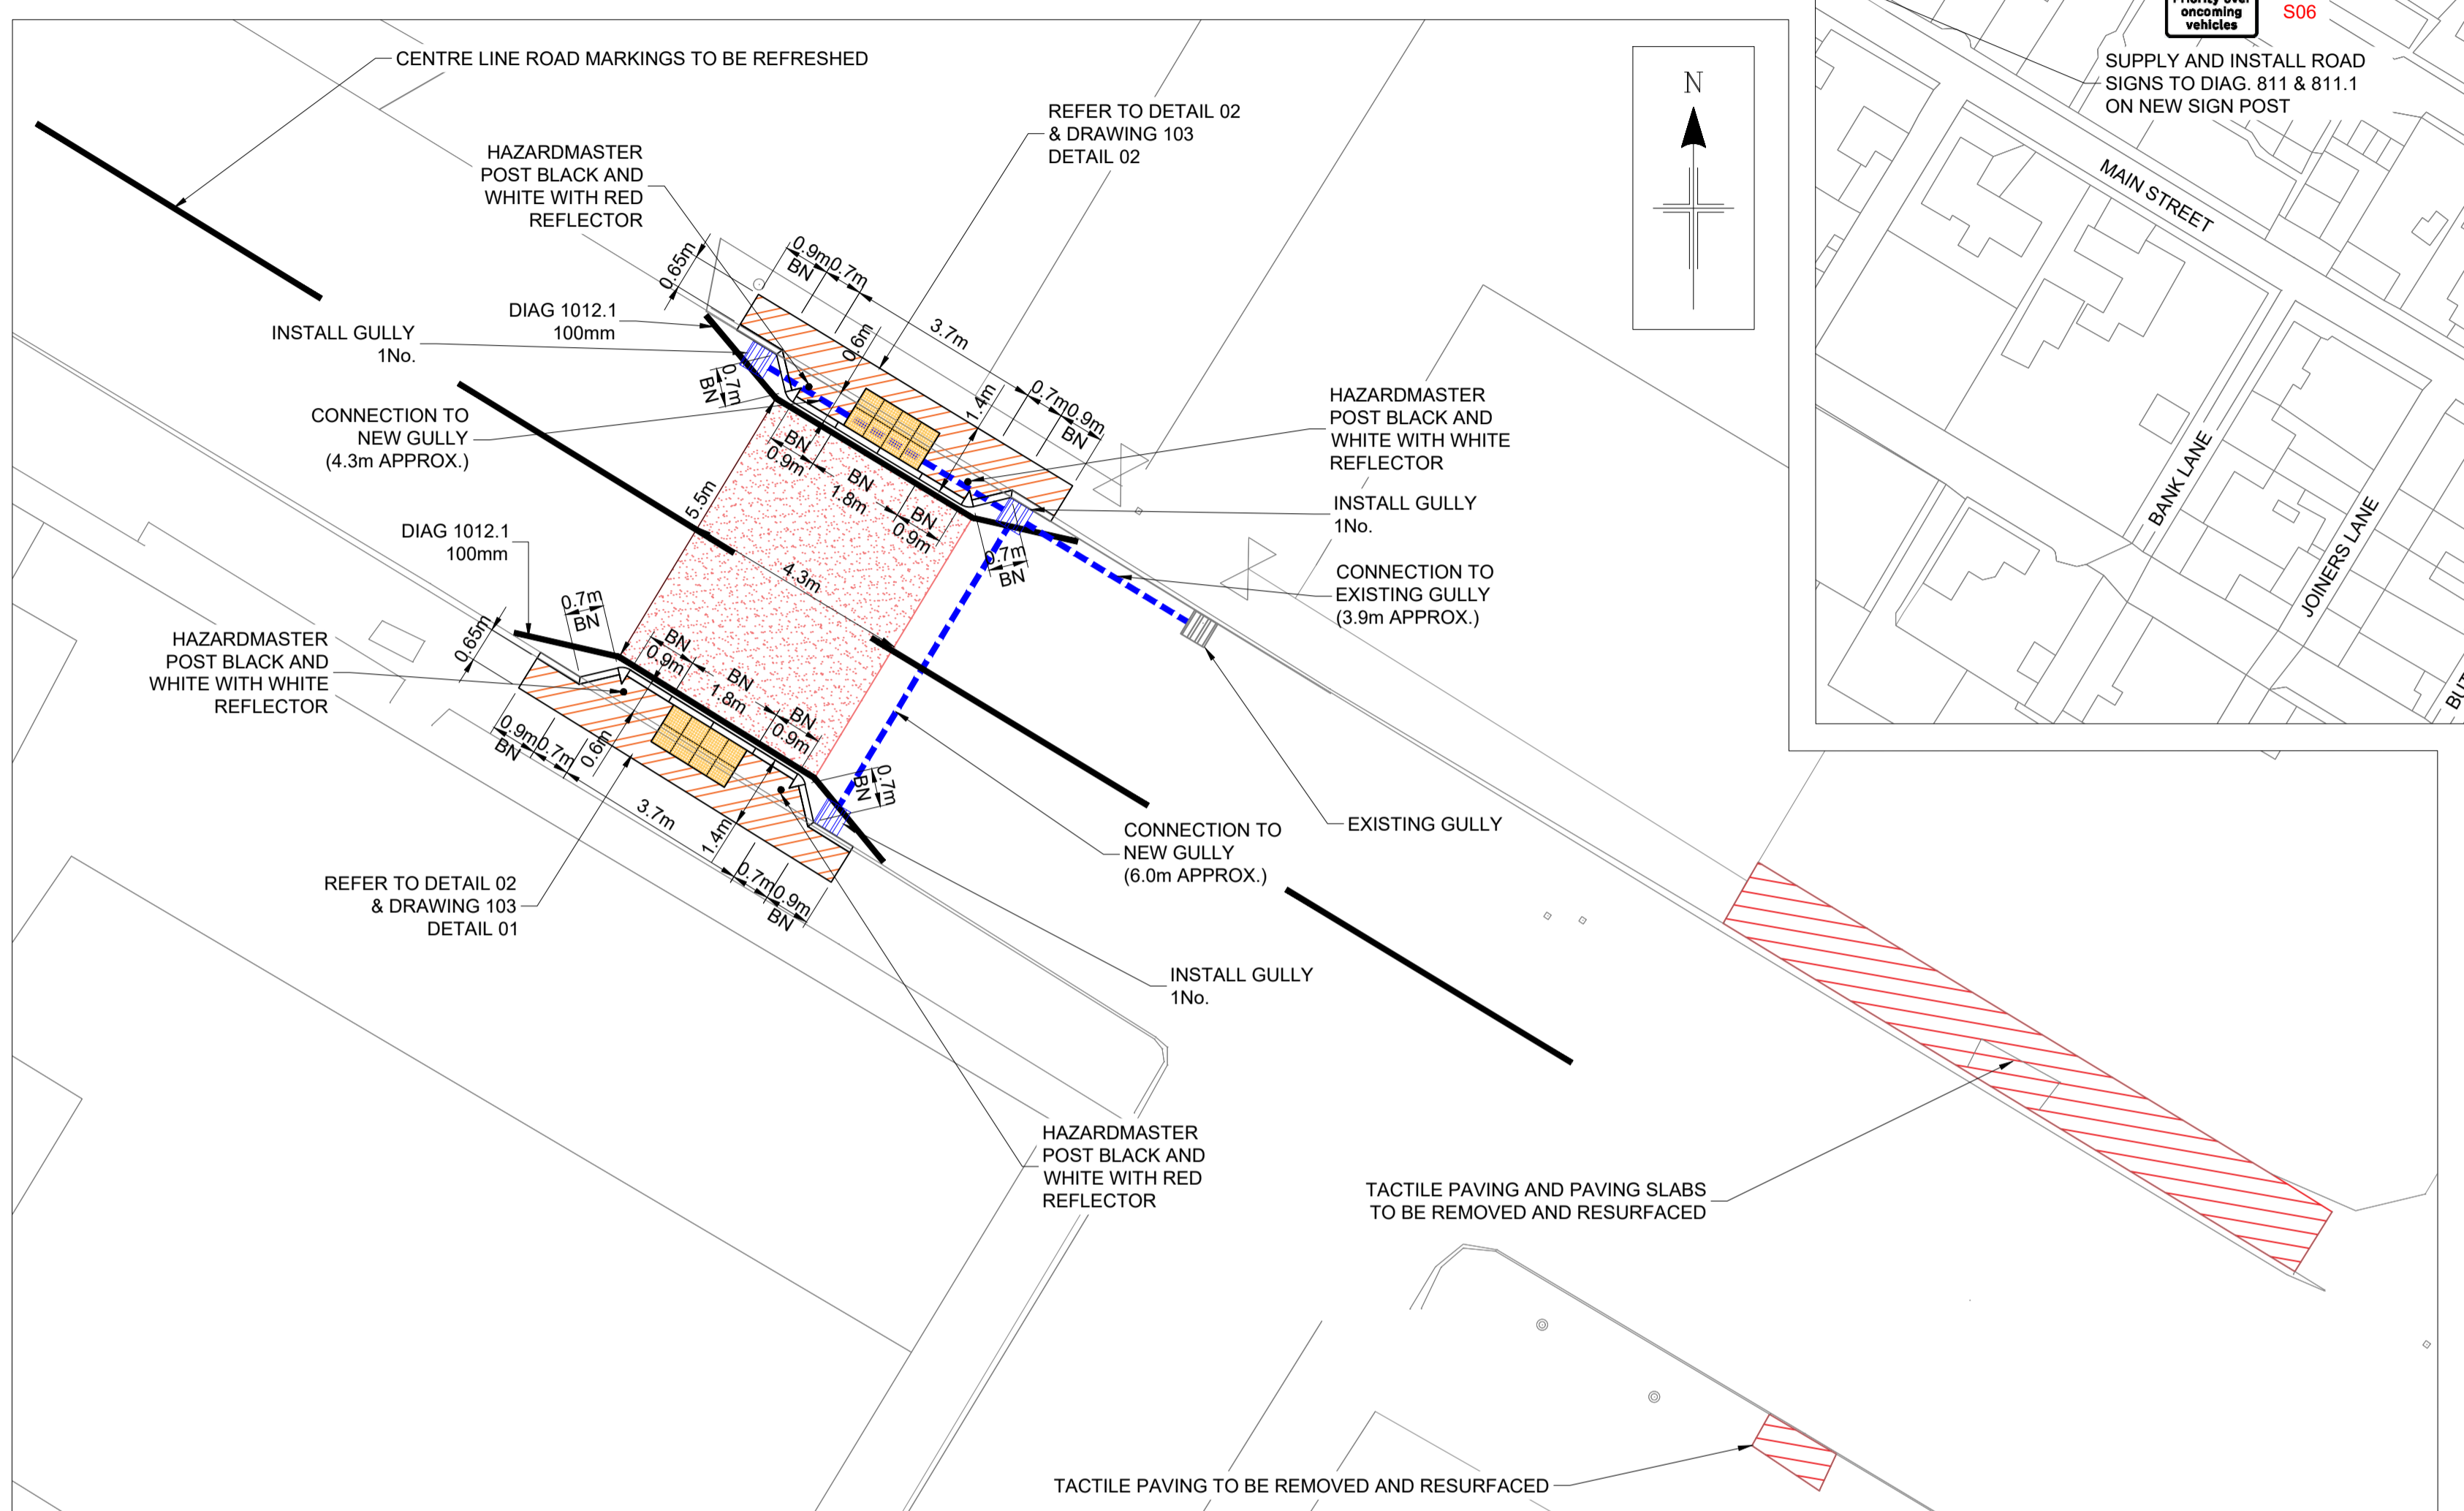 CENTRE LINE ROAD MARKINGS TO BE REFRESHED
REFER TO DETAIL 02
& DRAWING 103
DETAIL 02
HAZARDMASTER
POST BLACK AND
WHITE WITH RED
REFLECTOR
N
oncoming
vehicles
S06
SUPPLY AND INSTALL ROAD
SIGNS TO DIAG. 811 & 811.1
ON NEW SIGN POST
MAIN STREET
BANK LANE
JOINERS LANE
0.65m
0.9m
BN
0.7m
3.7m
0.6m
1.4m
0.7m
0.9m
BN
DIAG 1012.1
100mm
INSTALL GULLY
1No.
0.7m
BN
CONNECTION TO
NEW GULLY
(4.3m APPROX.)
BN
0.9m
BN
1.8m
BN
0.9m
0.7m
BN
HAZARDMASTER
POST BLACK AND
WHITE WITH WHITE
REFLECTOR
INSTALL GULLY
1No.
CONNECTION TO
EXISTING GULLY
(3.9m APPROX.)
5.5m
4.3m
DIAG 1012.1
100mm
0.7m
BN
0.65m
HAZARDMASTER
POST BLACK AND
WHITE WITH WHITE
REFLECTOR
BN
0.9m
BN
1.8m
BN
0.9m
0.7m
BN
0.9m
BN
0.7m
0.6m
3.7m
1.4m
0.7m
0.9m
BN
EXISTING GULLY
CONNECTION TO
NEW GULLY
(6.0m APPROX.)
REFER TO DETAIL 02
& DRAWING 103
DETAIL 01
INSTALL GULLY
1No.
HAZARDMASTER
POST BLACK AND
WHITE WITH RED
REFLECTOR
TACTILE PAVING AND PAVING SLABS
TO BE REMOVED AND RESURFACED
TACTILE PAVING TO BE REMOVED AND RESURFACED